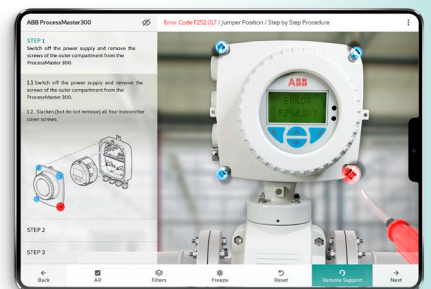 ABB ProcessMaster300
Error Code F252.017 / Jumper Position / Step by Step Procedure
STEP 1
Switch off the power supply and remove the
screws of the outer compartment from the
ProcessMaster 300.
1.1 Switch off the power supply and remove the
screws of the outer compartment from the
ProcessMaster 300.
1.2. Slacken (but do not remove) all four transmitter
cover screws.
ABB
ERROR
F252.017
STEP 2
STEP 3
Back
AR
Filters
Freeze
Reset
Remote Support
Next